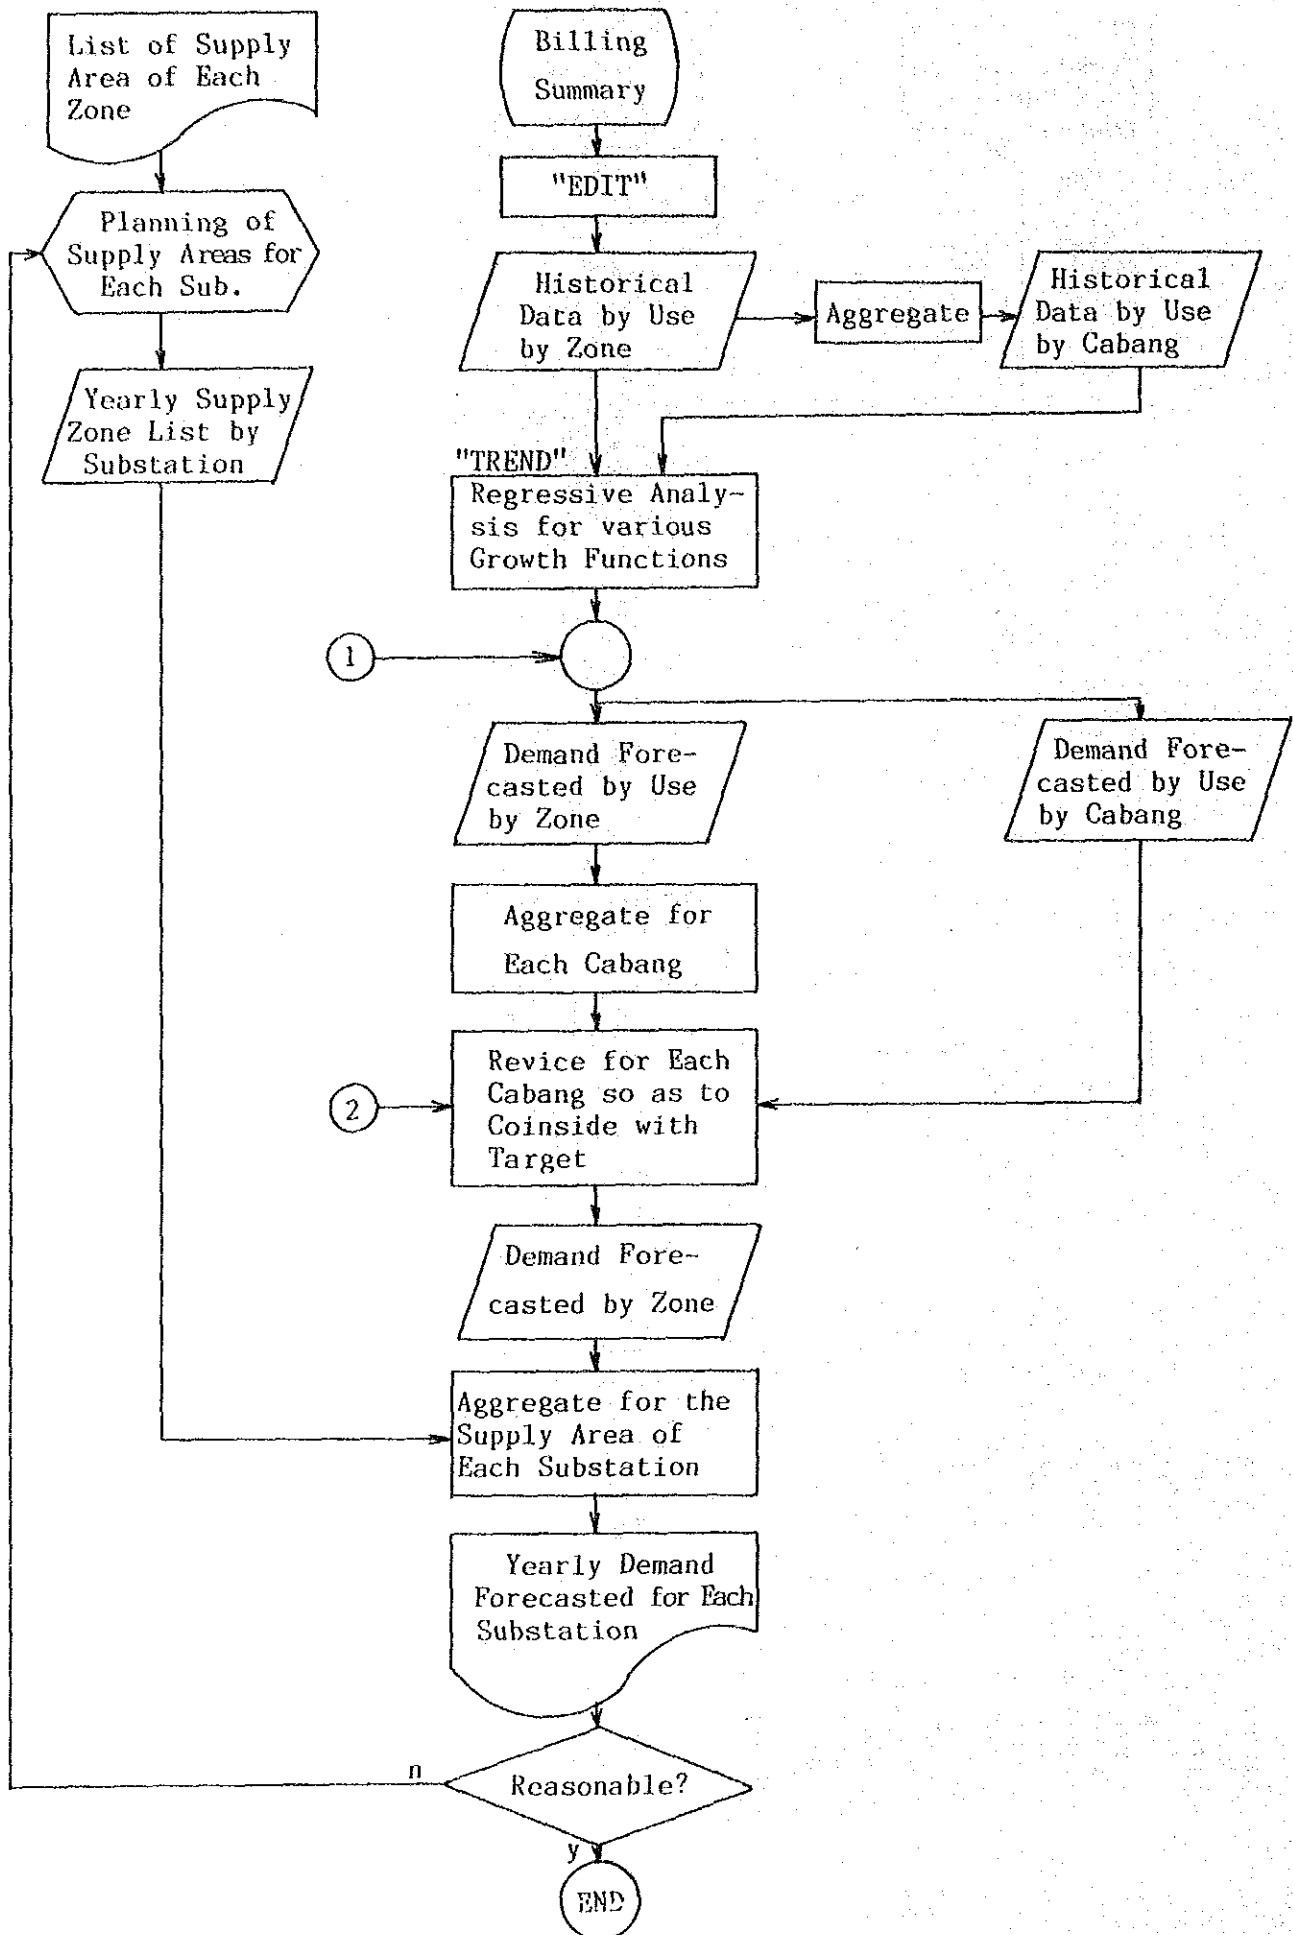 List of Supply
Area of Each
Zone
Planning of
Supply Areas for
Each Sub.
Yearly Supply
Zone List by
Substation
Billing
Summary
"EDIT"
Historical
Data by Use
by Zone
Aggregate
Historical
Data by Use
by Cabang
"TREND"
Regressive Analy-
sis for various
Growth Functions
1
Demand Fore-
casted by Use
by Zone
Demand Fore-
casted by Use
by Cabang
Aggregate for
Each Cabang
2
Revice for Each
Cabang so as to
Coinside with
Target
Demand Fore-
casted by Zone
Aggregate for the
Supply Area of
Each Substation
Yearly Demand
Forecasted for Each
Substation
n
Reasonable?
y
END